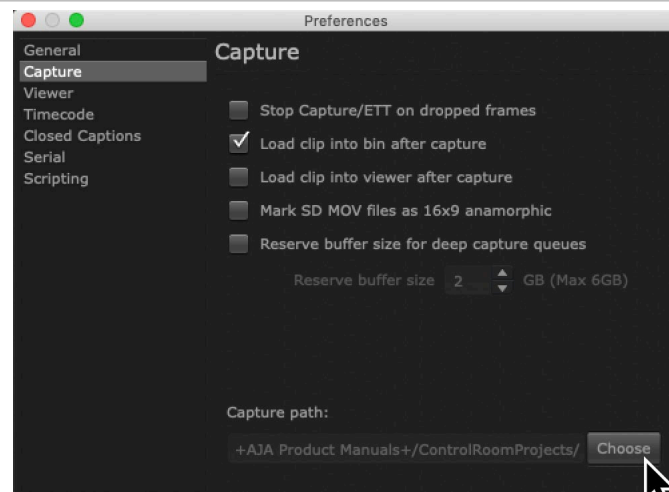 Preferences
General
Capture
Viewer
Timecode
Closed Captions
Serial
Scripting
Capture
Stop Capture/ETT on dropped frames
Load clip into bin after capture
Load clip into viewer after capture
Mark SD MOV files as 16x9 anamorphic
Reserve buffer size for deep capture queues
Reserve buffer size 2 GB (Max 6GB)
Capture path:
+AJA Product Manuals+/ControlRoomProjects/ Choose